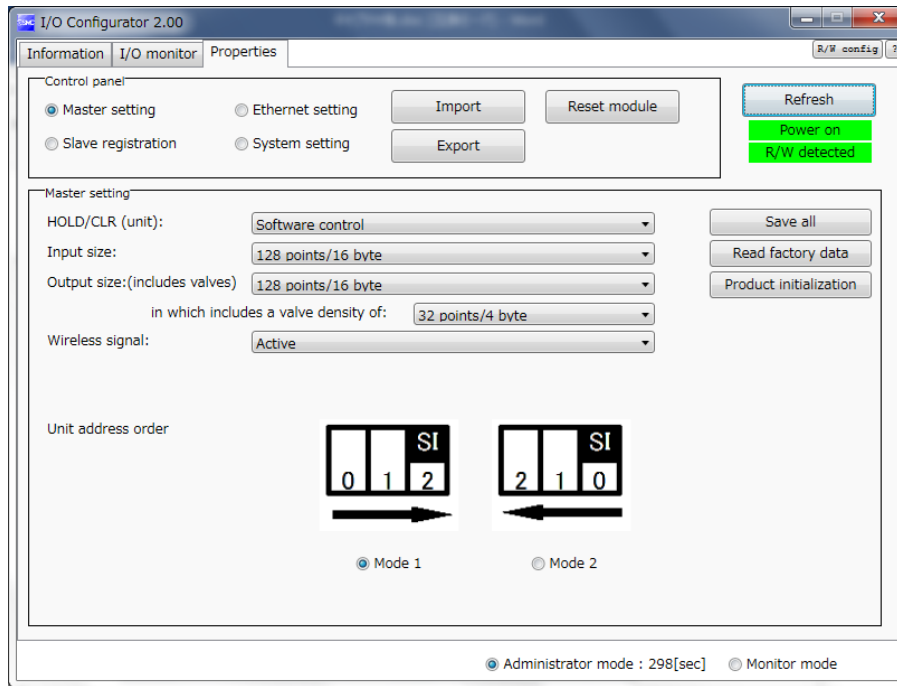 SMC I/O Configurator 2.00
Information I/O monitor Properties R/W config ?
Control panel
Master setting Ethernet setting Import Reset module Refresh
Slave registration System setting Export Power on
R/W detected
Master setting
HOLD/CLR (unit): Software control Save all
Input size: 128 points/16 byte Read factory data
Output size:(includes valves) 128 points/16 byte Product initialization
in which includes a valve density of: 32 points/4 byte
Wireless signal: Active
Unit address order
SI SI
0 1 2 2 1 0
Mode 1 Mode 2
Administrator mode : 298[sec] Monitor mode